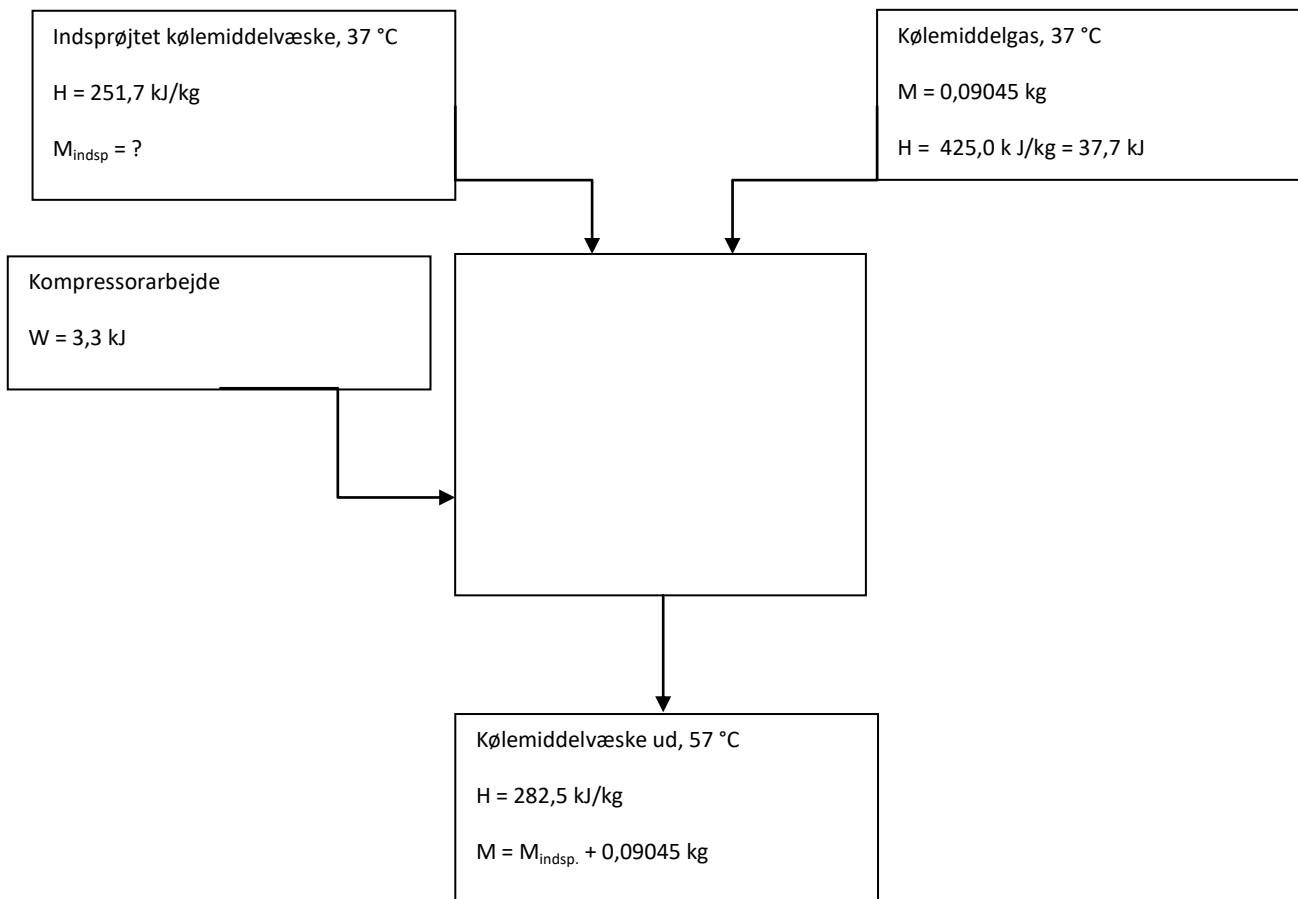 Indsprøjtet kølemiddelvæske, 37 °C
H = 251,7 kJ/kg
Mindsp = ?
Kølemiddelgas, 37 °C
M = 0,09045 kg
H =  425,0 k J/kg = 37,7 kJ
Kompressorarbejde
W = 3,3 kJ
Kølemiddelvæske ud, 57 °C
H = 282,5 kJ/kg
M = Mindsp. + 0,09045 kg